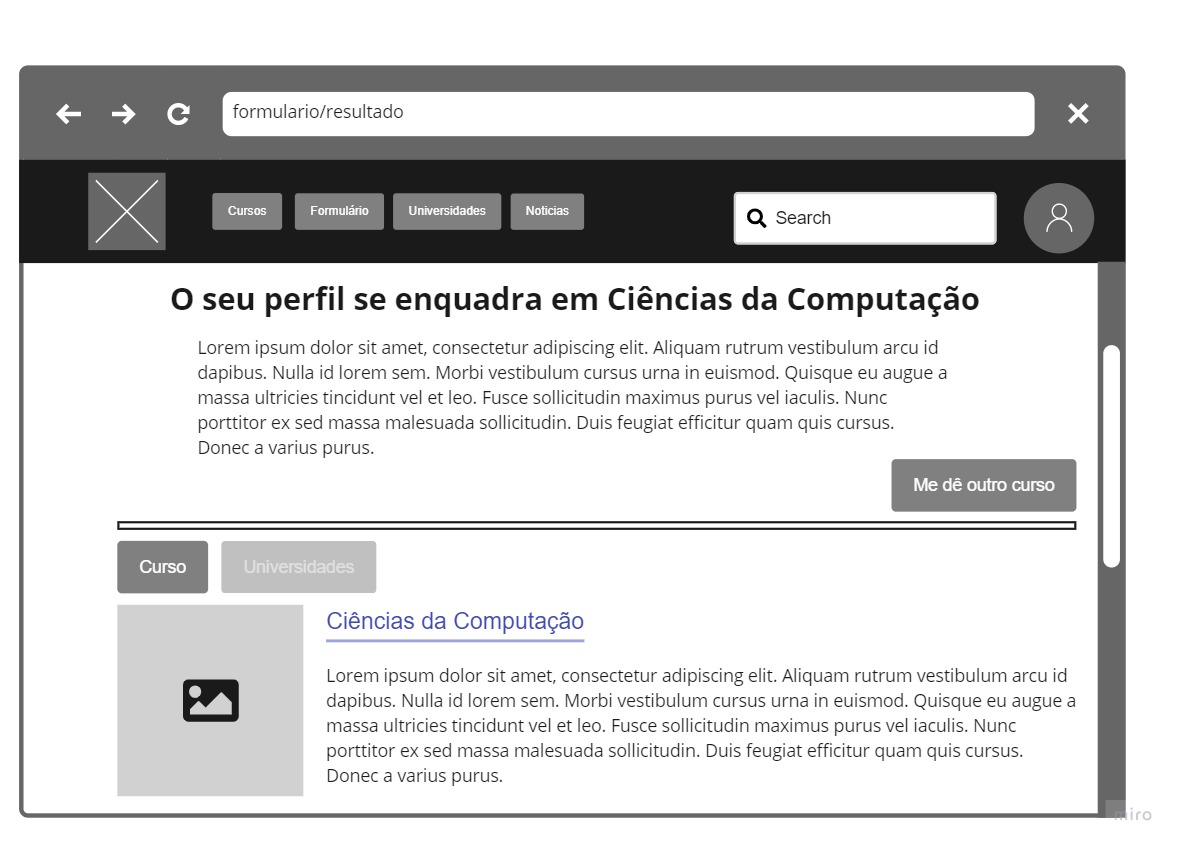 formulario/resultado
Cursos
Formulário
Universidades
Noticias
Search
O seu perfil se enquadra em Ciências da Computação
Lorem ipsum dolor sit amet, consectetur adipiscing elit. Aliquam rutrum vestibulum arcu id
dapibus. Nulla id lorem sem. Morbi vestibulum cursus urna in euismod. Quisque eu augue a
massa ultricies tincidunt vel et leo. Fusce sollicitudin maximus purus vel iaculis. Nunc
porttitor ex sed massa malesuada sollicitudin. Duis feugiat efficitur quam quis cursus.
Donec a varius purus.
Me dê outro curso
Curso
Universidades
Ciências da Computação
Lorem ipsum dolor sit amet, consectetur adipiscing elit. Aliquam rutrum vestibulum arcu id
dapibus. Nulla id lorem sem. Morbi vestibulum cursus urna in euismod. Quisque eu augue a
massa ultricies tincidunt vel et leo. Fusce sollicitudin maximus purus vel iaculis. Nunc
porttitor ex sed massa malesuada sollicitudin. Duis feugiat efficitur quam quis cursus.
Donec a varius purus.
miro